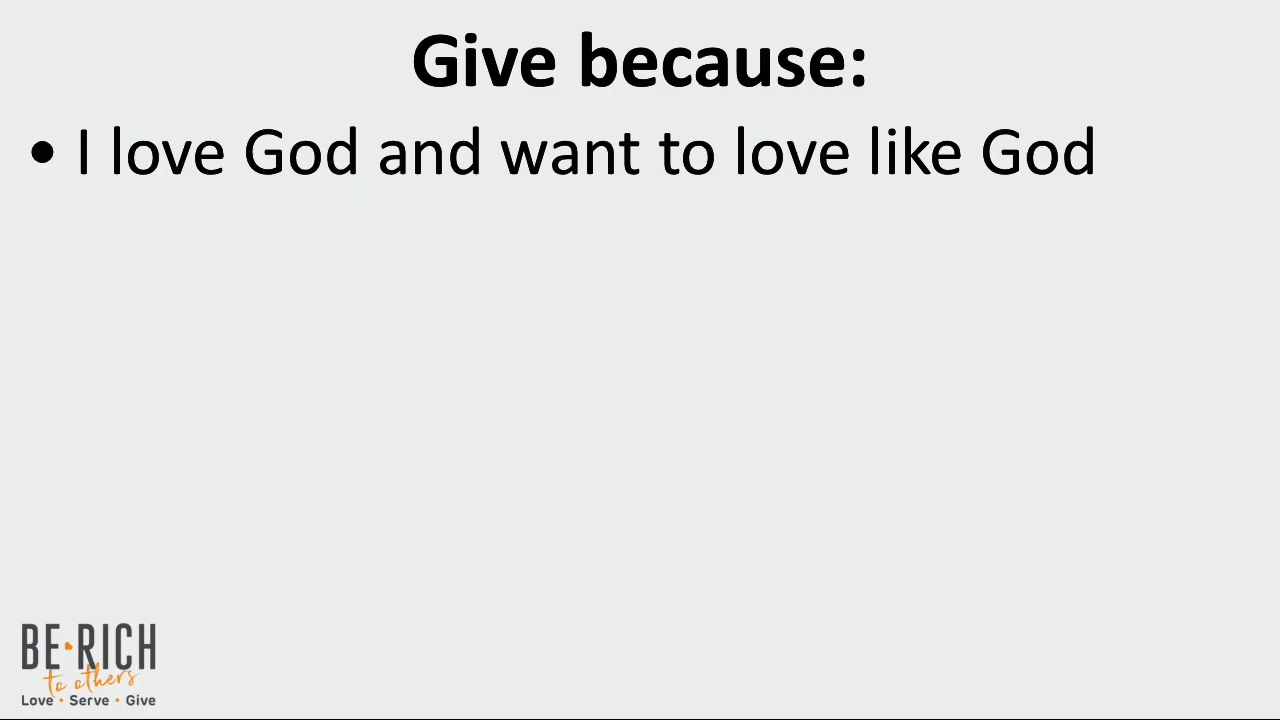 Give because:
• I love God and want to love like God
BE RICH
to others
Love • Serve • Give